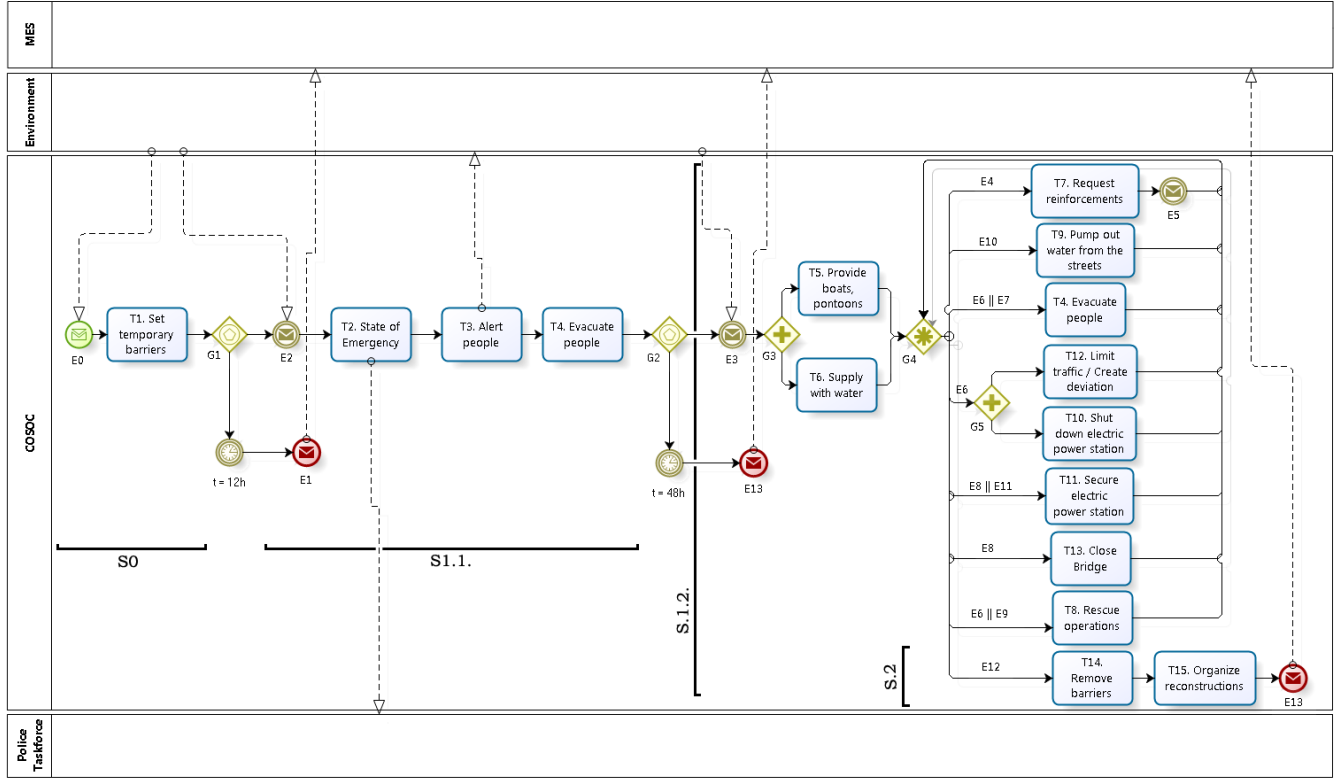 MES
Environment
COSOC
Police
Taskforce
E0
T1. Set
temporary
barriers
G1
t = 12h
E1
E2
T2. State of
Emergency
T3. Alert
people
T4. Evacuate
people
G2
t = 48h
E13
E3
G3
T5. Provide
boats,
pontoons
T6. Supply
with water
G4
E4
T7. Request
reinforcements
E5
E10
T9. Pump out
water from the
streets
E6 || E7
T4. Evacuate
people
E6
G5
T12. Limit
traffic / Create
deviation
T10. Shut
down electric
power station
E8 || E11
T11. Secure
electric
power station
E8
T13. Close
Bridge
E6 || E9
T8. Rescue
operations
E12
T14.
Remove
barriers
T15. Organize
reconstructions
E13
S0
S1.1.
S.1.2.
S.2